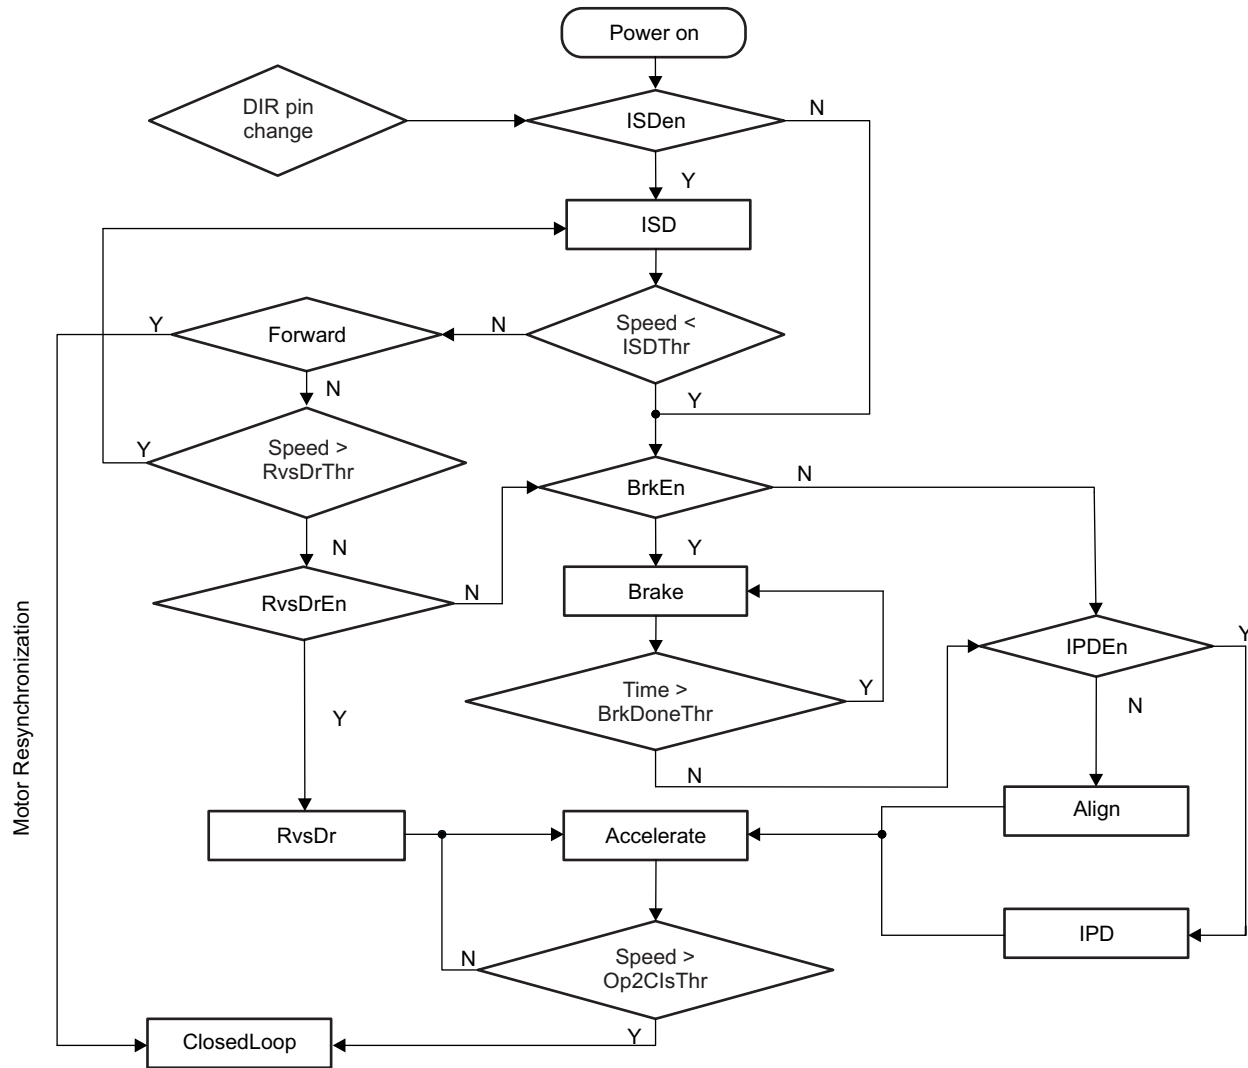 Power on
DIR pin
change
ISDen
N
Y
ISD
Speed <
ISDThr
N
Forward
Y
N
Y
Speed >
RvsDrThr
Y
N
BrkEn
N
Y
RvsDrEn
N
Brake
IPDEn
Y
Time >
BrkDoneThr
Y
N
Y
N
Motor Resynchronization
Align
RvsDr
Accelerate
IPD
Speed >
Op2ClsThr
N
Y
ClosedLoop